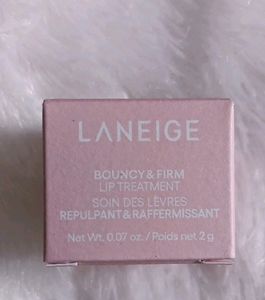 LANEIGE
BOUNCY & FIRM
LIP TREATMENT
SOIN DES LÈVRES
REPULPANT & RAFFERMISSANT
Net Wt. 0.07 oz. / Poids net 2 g